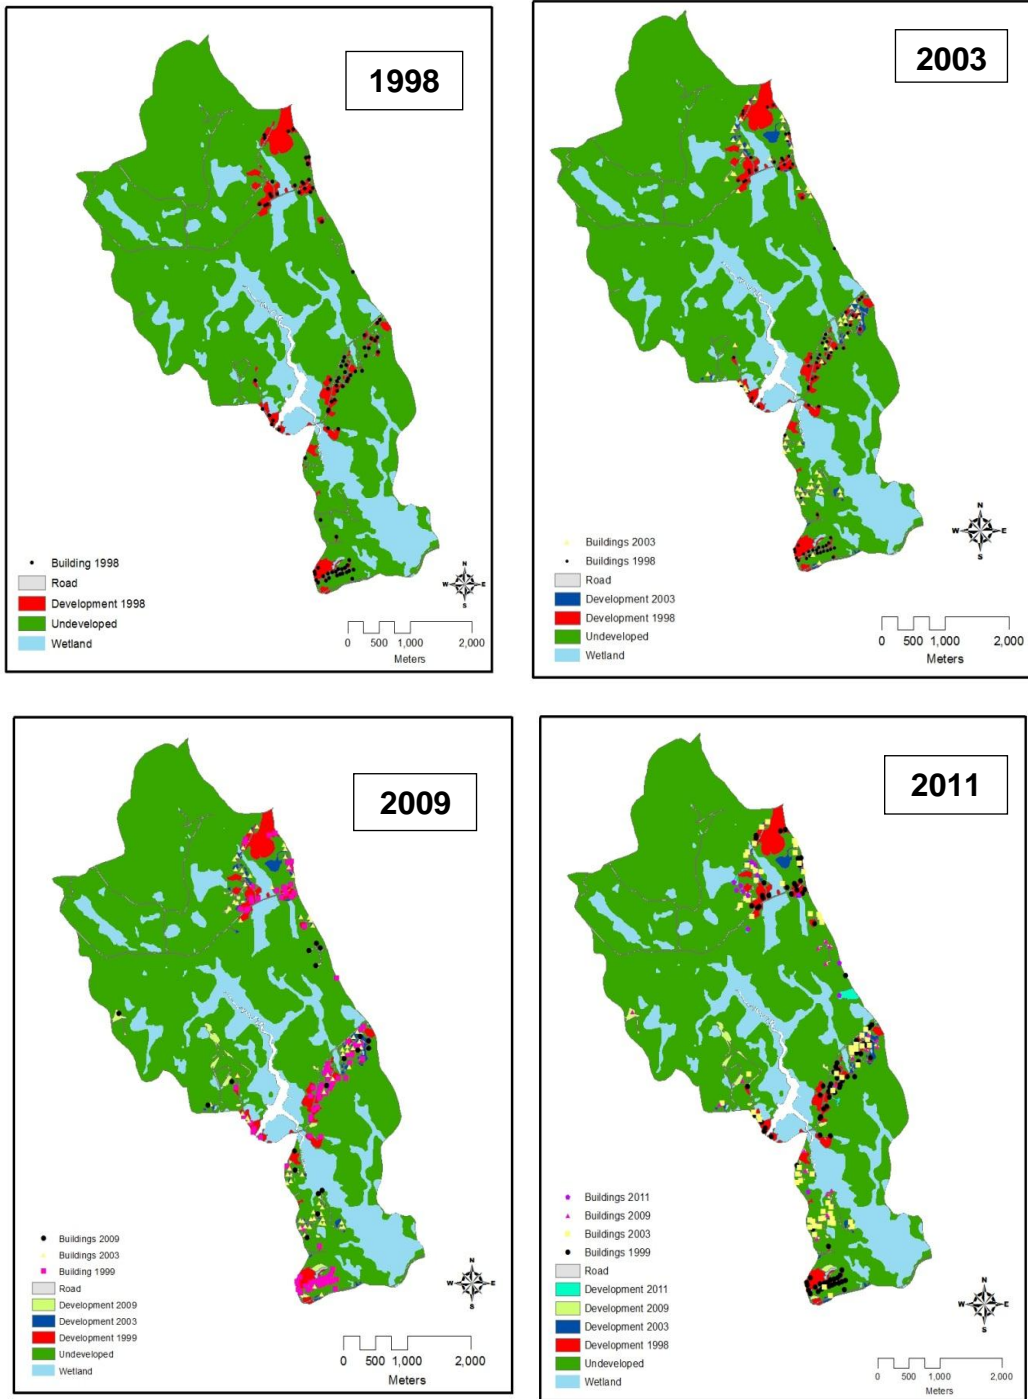 1998
Building 1998
Road
Development 1998
Undeveloped
Wetland
N
W E
S
0 500 1,000 2,000
Meters
2003
Buildings 2003
Buildings 1998
Road
Development 2003
Development 1998
Undeveloped
Wetland
N
W E
S
0 500 1,000 2,000
Meters
2009
Buildings 2009
Buildings 2003
Building 1999
Road
Development 2009
Development 2003
Development 1999
Undeveloped
Wetland
N
W E
S
0 500 1,000 2,000
Meters
2011
Buildings 2011
Buildings 2009
Buildings 2003
Buildings 1999
Road
Development 2011
Development 2009
Development 2003
Development 1998
Undeveloped
Wetland
N
W E
S
0 500 1,000 2,000
Meters